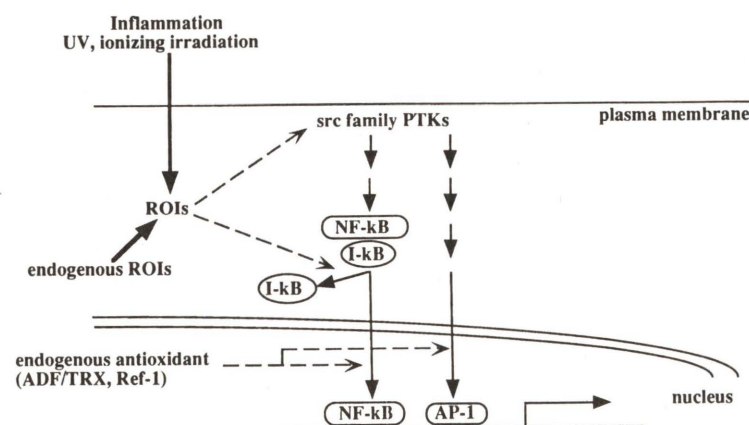 Inflammation
UV, ionizing irradiation
src family PTKs
plasma membrane
ROIs
NF-kB
I-kB
endogenous ROIs
I-kB
endogenous antioxidant
(ADF/TRX, Ref-1)
nucleus
NF-kB
AP-1